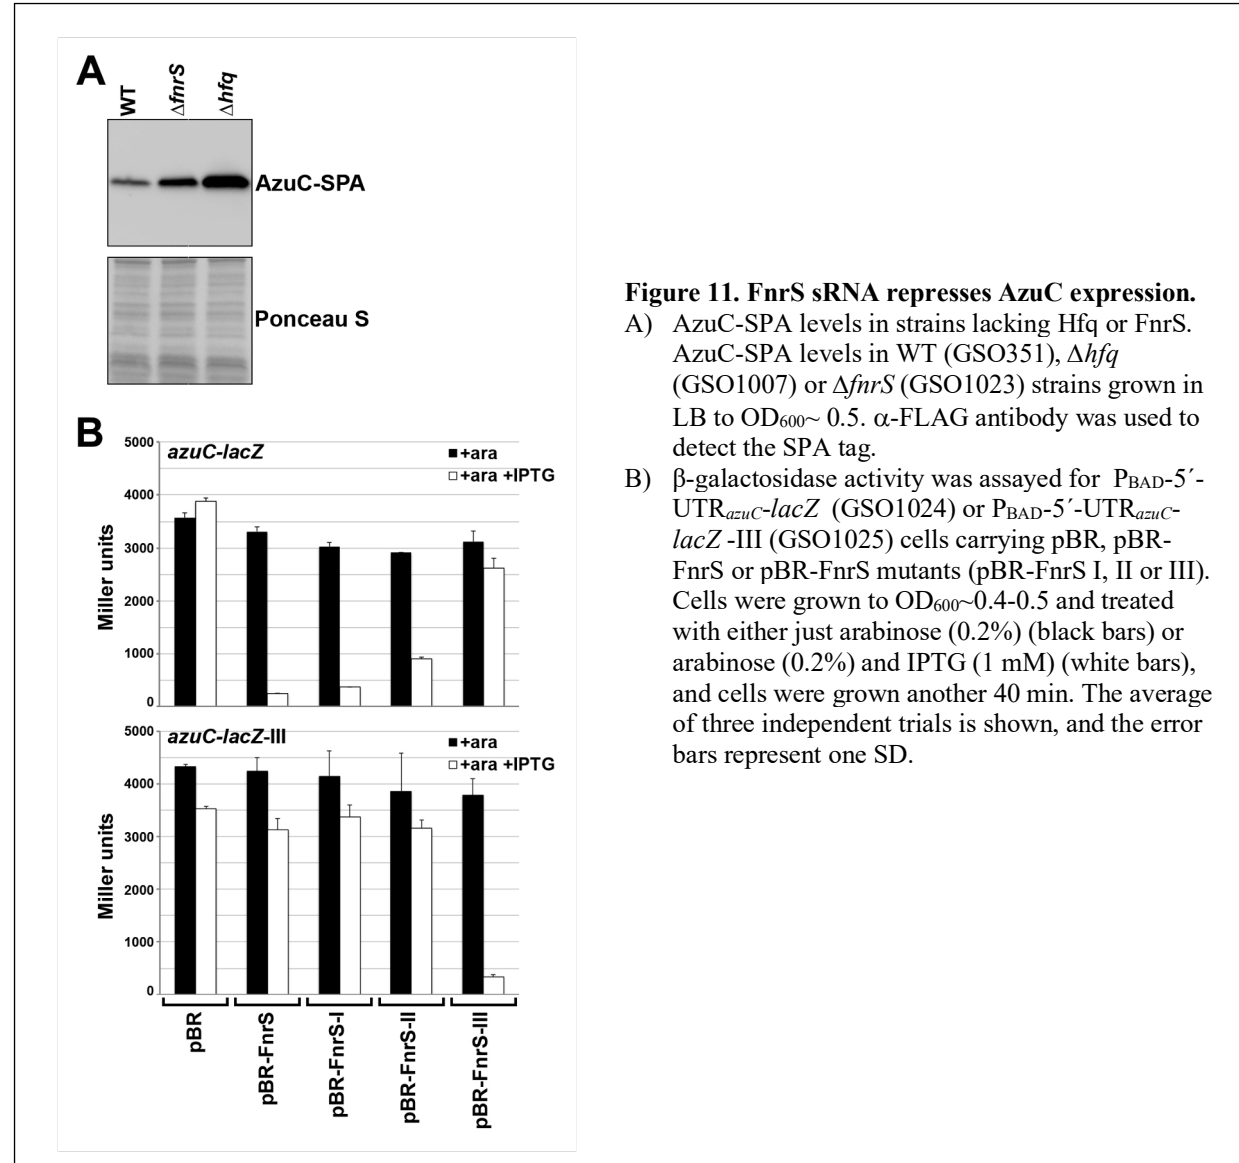 A
WT
ΔfnrS
Δhfq
AzuC-SPA
Ponceau S
B
5000
4000
3000
2000
1000
0
Miller units
azuC-lacZ
+ara
+ara +IPTG
5000
4000
3000
2000
1000
0
Miller units
azuC-lacZ-III
+ara
+ara +IPTG
pBR
pBR-FnrS
pBR-FnrS-I
pBR-FnrS-II
pBR-FnrS-III
Figure 11. FnrS sRNA represses AzuC expression.
A) AzuC-SPA levels in strains lacking Hfq or FnrS.
AzuC-SPA levels in WT (GSO351), Δhfq
(GSO1007) or ΔfnrS (GSO1023) strains grown in
LB to OD600~ 0.5. α-FLAG antibody was used to
detect the SPA tag.
B) β-galactosidase activity was assayed for PBAD-5´-
UTRazuC-lacZ (GSO1024) or PBAD-5´-UTRazuC-
lacZ -III (GSO1025) cells carrying pBR, pBR-
FnrS or pBR-FnrS mutants (pBR-FnrS I, II or III).
Cells were grown to OD600~0.4-0.5 and treated
with either just arabinose (0.2%) (black bars) or
arabinose (0.2%) and IPTG (1 mM) (white bars),
and cells were grown another 40 min. The average
of three independent trials is shown, and the error
bars represent one SD.